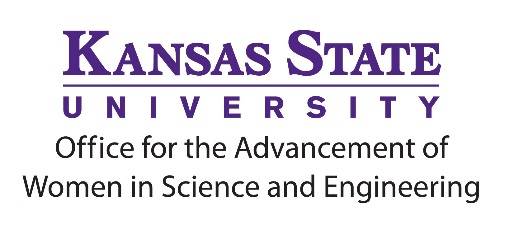 KANSAS STATE
UNIVERSITY
Office for the Advancement of
Women in Science and Engineering